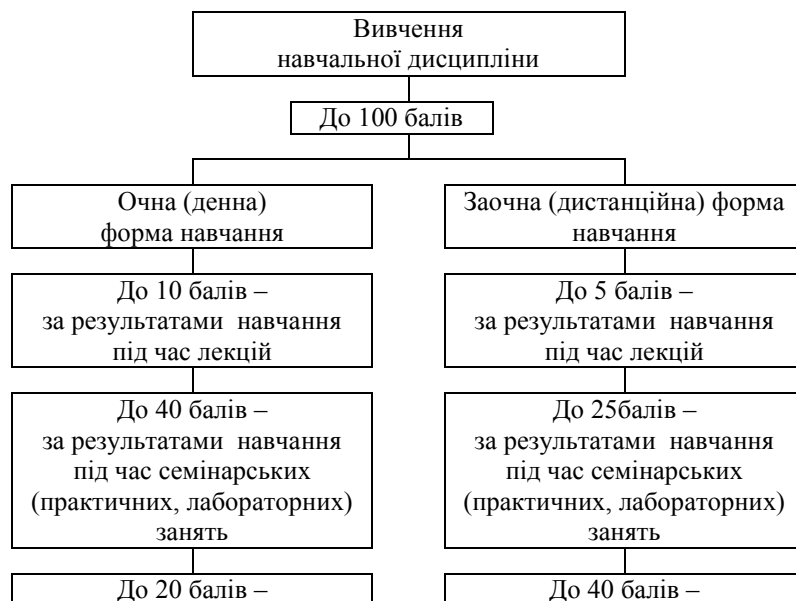 Вивчення
навчальної дисципліни
До 100 балів
Очна (денна)
форма навчання
До 10 балів –
за результатами навчання
під час лекцій
До 40 балів –
за результатами навчання
під час семінарських
(практичних, лабораторних)
занять
До 20 балів –
Заочна (дистанційна) форма
навчання
До 5 балів –
за результатами навчання
під час лекцій
До 25балів –
за результатами навчання
під час семінарських
(практичних, лабораторних)
занять
До 40 балів –